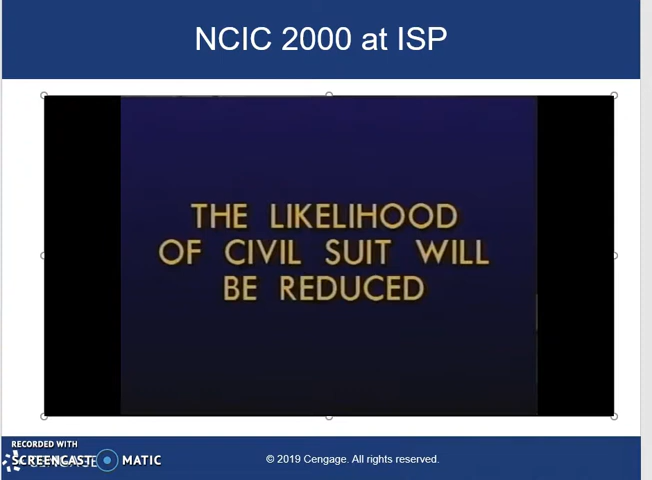 NCIC 2000 at ISP
THE LIKELIHOOD
OF CIVIL SUIT WILL
BE REDUCED
RECORDED WITH
SCREENCAST MATIC
© 2019 Cengage. All rights reserved.